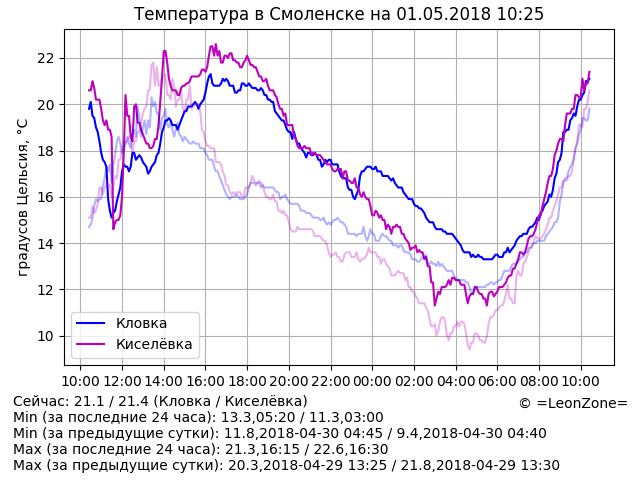 Температура в Смоленске на 01.05.2018 10:25
градусов Цельсия, °C
22
20
18
16
14
12
10
Кловка
Киселёвка
10:00 12:00 14:00 16:00 18:00 20:00 22:00 00:00 02:00 04:00 06:00 08:00 10:00
Сейчас: 21.1 / 21.4 (Кловка / Киселёвка)
© =LeonZone=
Min (за последние 24 часа): 13.3,05:20 / 11.3,03:00
Min (за предыдущие сутки): 11.8,2018-04-30 04:45 / 9.4,2018-04-30 04:40
Max (за последние 24 часа): 21.3,16:15 / 22.6,16:30
Max (за предыдущие сутки): 20.3,2018-04-29 13:25 / 21.8,2018-04-29 13:30